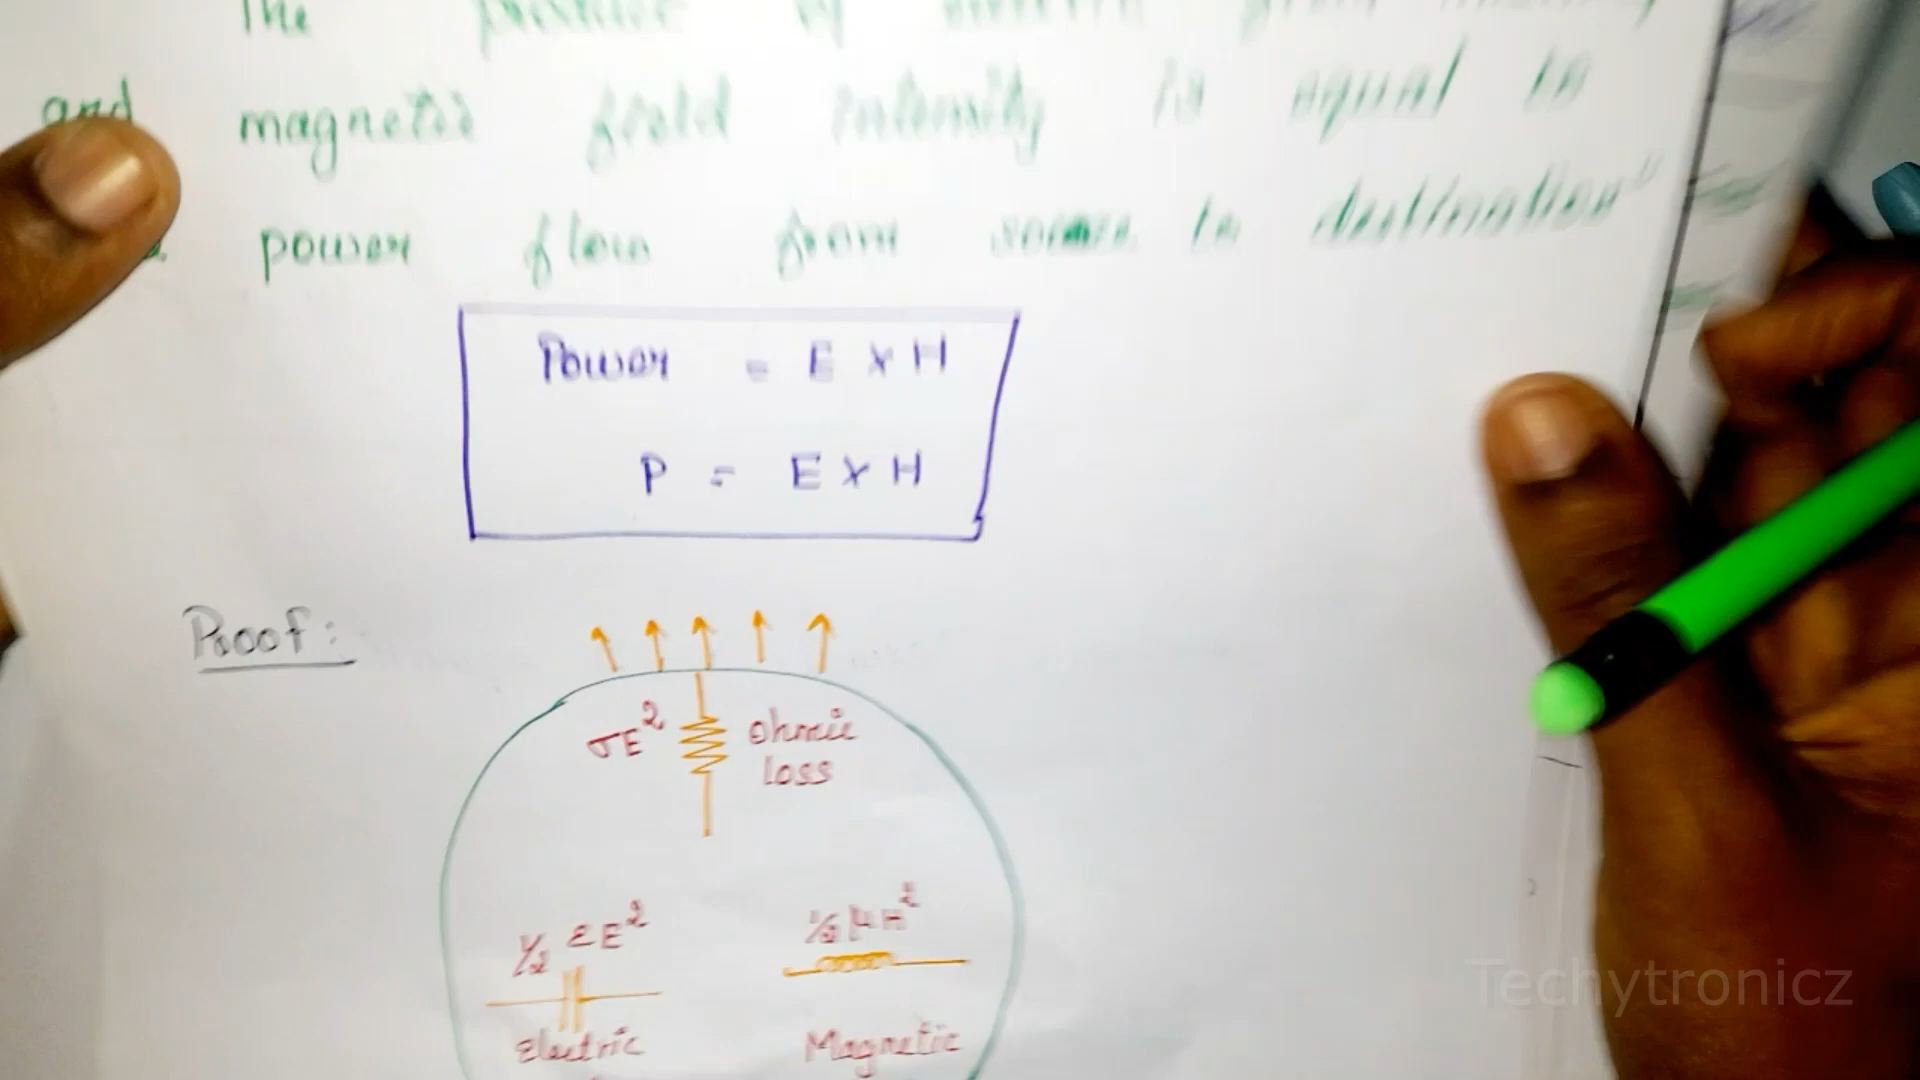 The product of electric field intensity
and magnetic field intensity is equal to
power flow from source to destination"
Power = E × H
P = E × H
Proof:
σE²
Ohmic
loss
½ εE²
½ μH²
Electric
Magnetic
Techytronicz